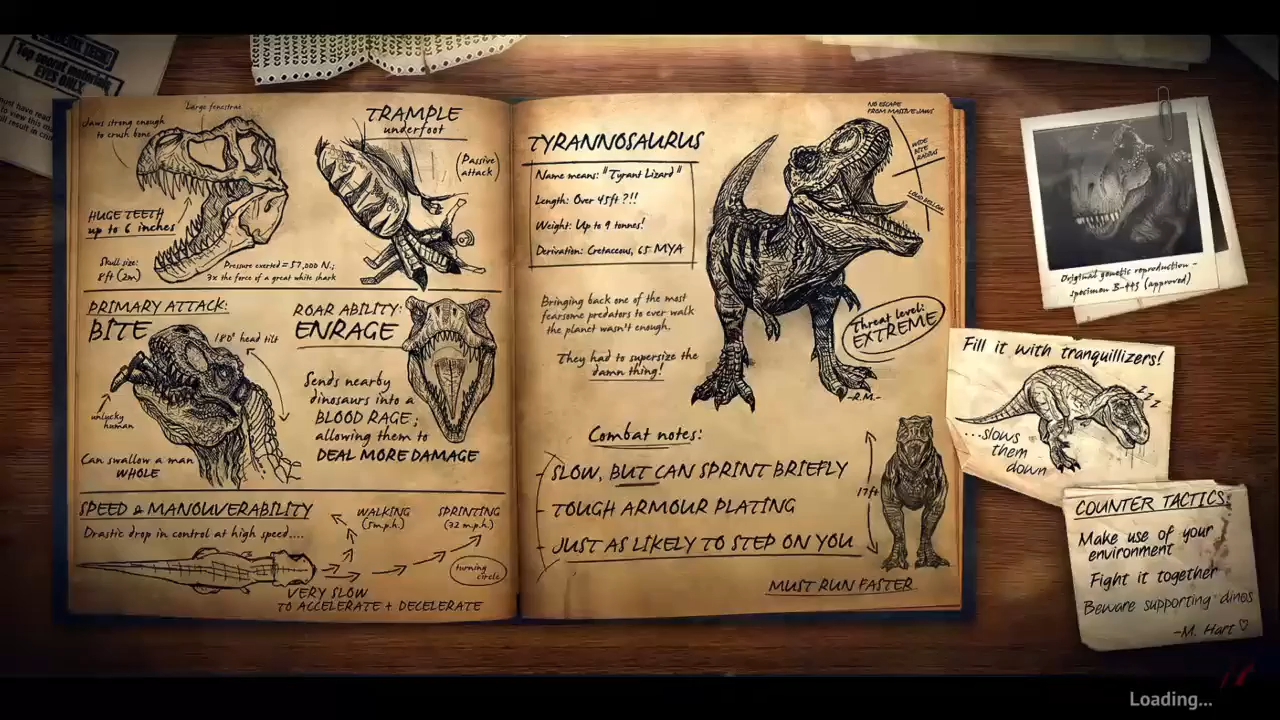 Top secret materials
EYES ONLY
Large fenestrae
Jaws strong enough
to crush bone
HUGE TEETH
up to 6 inches
Skull size:
8ft (2m)
Pressure exerted = 57,000 N.;
3x the force of a great white shark
TRAMPLE
underfoot
(Passive
attack)
PRIMARY ATTACK:
BITE
180° head tilt
unlucky
human
Can swallow a man
WHOLE
ROAR ABILITY:
ENRAGE
Sends nearby
dinosaurs into a
BLOOD RAGE;
allowing them to
DEAL MORE DAMAGE
SPEED & MANOUVERABILITY
Drastic drop in control at high speed....
WALKING
(5m.p.h.)
SPRINTING
(32 m.p.h.)
turning
circle
VERY SLOW
TO ACCELERATE + DECELERATE
TYRANNOSAURUS
Name means: "Tyrant Lizard"
Length: Over 45ft ?!!
Weight: Up to 9 tonnes!
Derivation: Cretaceus, 65 MYA
NO ESCAPE
FROM MASSIVE JAWS
WIDE
BITE
RADIUS
LOUD BELLOW
Bringing back one of the most
fearsome predators to ever walk
the planet wasn't enough.
They had to supersize the
damn thing!
Threat level:
EXTREME
-R.M.-
Combat notes:
- SLOW, BUT CAN SPRINT BRIEFLY
- TOUGH ARMOUR PLATING
- JUST AS LIKELY TO STEP ON YOU
17ft
MUST RUN FASTER
Original genetic reproduction -
specimen B-443 (approved)
Fill it with tranquillizers!
z z z
...slows
them
down
COUNTER TACTICS:
Make use of your
environment
Fight it together
Beware supporting dinos
-M. Hart ♡
Loading...